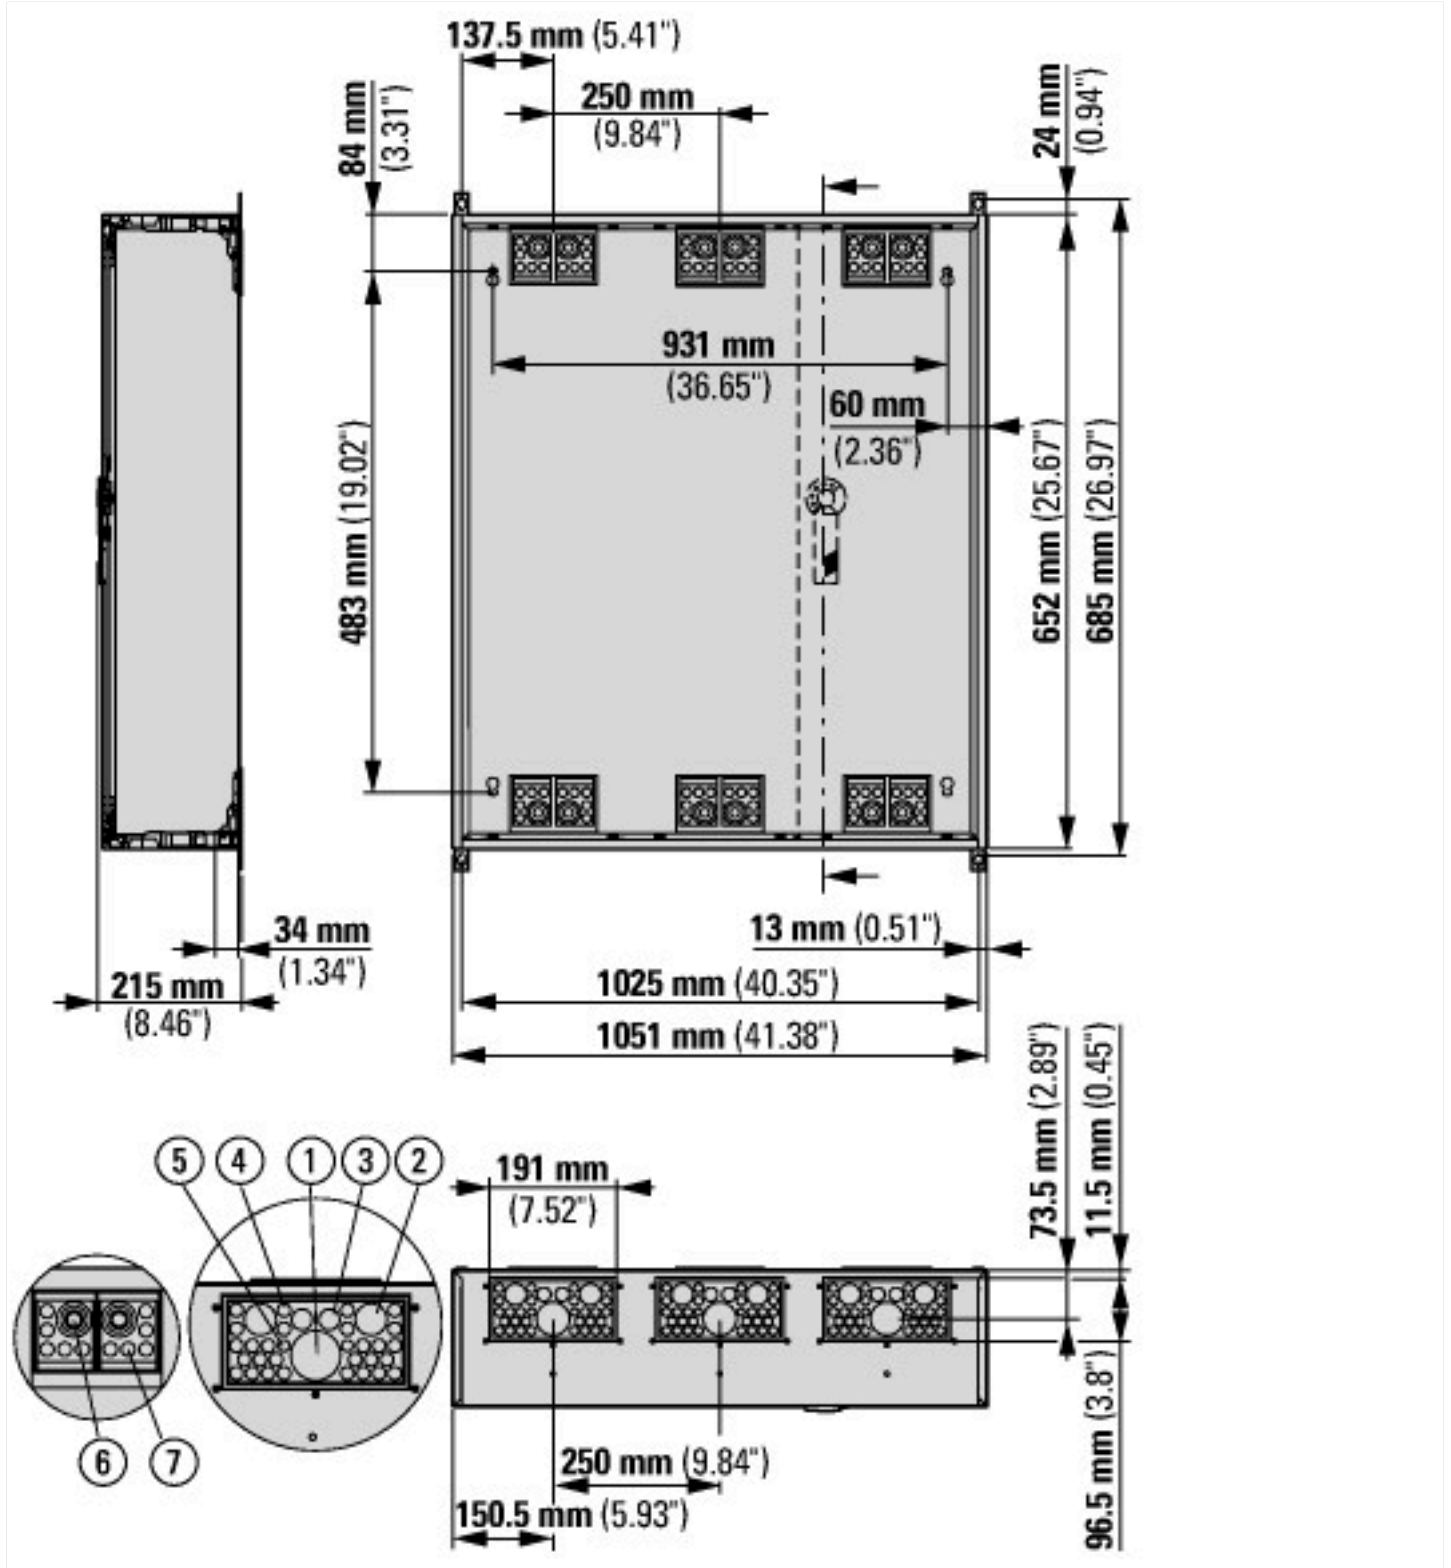 137.5 mm (5.41")
250 mm
(9.84")
84 mm
(3.31")
24 mm
(0.94")
931 mm
(36.65")
60 mm
(2.36")
483 mm (19.02")
652 mm (25.67")
685 mm (26.97")
34 mm
(1.34")
215 mm
(8.46")
13 mm (0.51")
1025 mm (40.35")
1051 mm (41.38")
73.5 mm (2.89")
11.5 mm (0.45")
5 4 1 3 2
191 mm
(7.52")
6 7
250 mm (9.84")
150.5 mm (5.93")
96.5 mm (3.8")